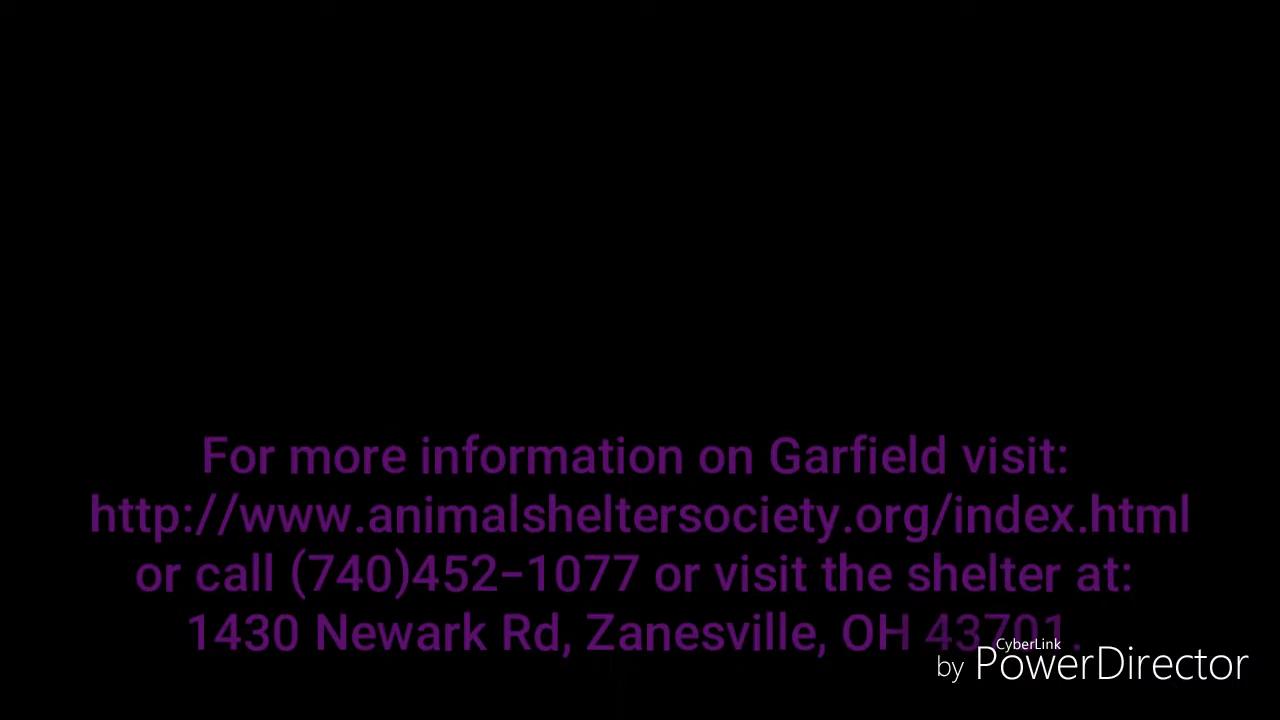 For more information on Garfield visit:
http://www.animalsheltersociety.org/index.html
or call (740)452-1077 or visit the shelter at:
1430 Newark Rd, Zanesville, OH 43701.
CyberLink
by PowerDirector